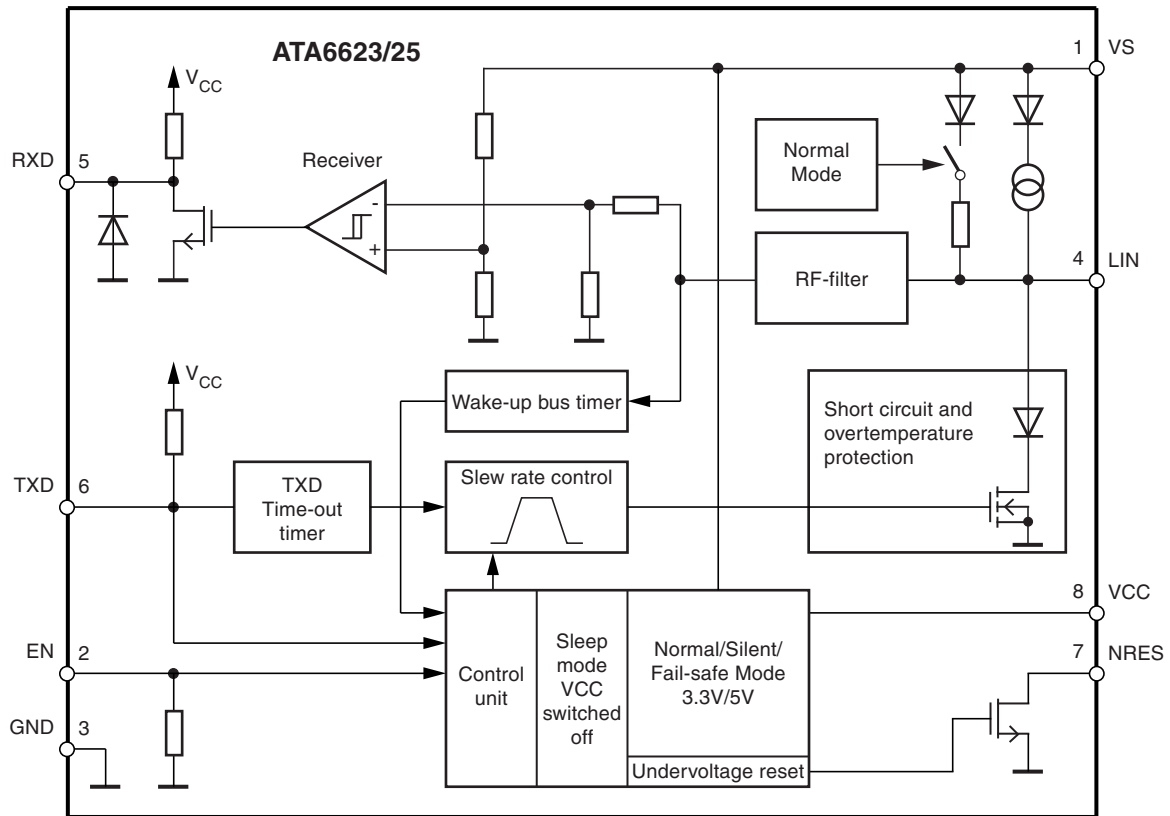 ATA6623/25
1 VS
VCC
RXD 5
Receiver
Normal
Mode
-
+
4 LIN
RF-filter
VCC
Wake-up bus timer
Short circuit and
overtemperature
protection
TXD 6
TXD
Time-out
timer
Slew rate control
8 VCC
EN 2
Control
unit
Sleep
mode
VCC
switched
off
Normal/Silent/
Fail-safe Mode
3.3V/5V
7 NRES
GND 3
Undervoltage reset